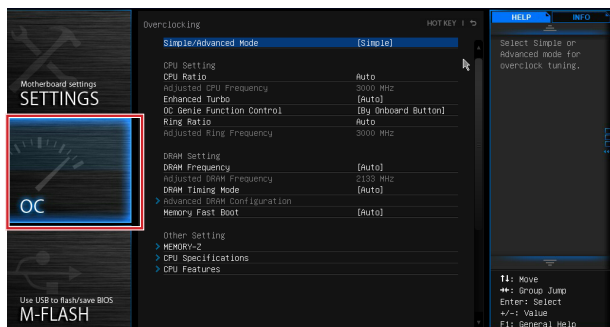 Overclocking
HOT KEY
HELP
INFO
Simple/Advanced Mode [Simple]
CPU Setting
CPU Ratio Auto
Adjusted CPU Frequency 3000 MHz
Enhanced Turbo [Auto]
OC Genie Function Control [By Onboard Button]
Ring Ratio Auto
Adjusted Ring Frequency 3000 MHz
DRAM Setting
DRAM Frequency [Auto]
Adjusted DRAM Frequency 2133 MHz
DRAM Timing Mode [Auto]
> Advanced DRAM Configuration
Memory Fast Boot [Auto]
Other Setting
> MEMORY-Z
> CPU Specifications
> CPU Features
Motherboard settings
SETTINGS
OC
Use USB to flash/save BIOS
M-FLASH
Select Simple or
Advanced mode for
overclock tuning.
↑↓: Move
→←: Group Jump
Enter: Select
+/-: Value
F1: General Help